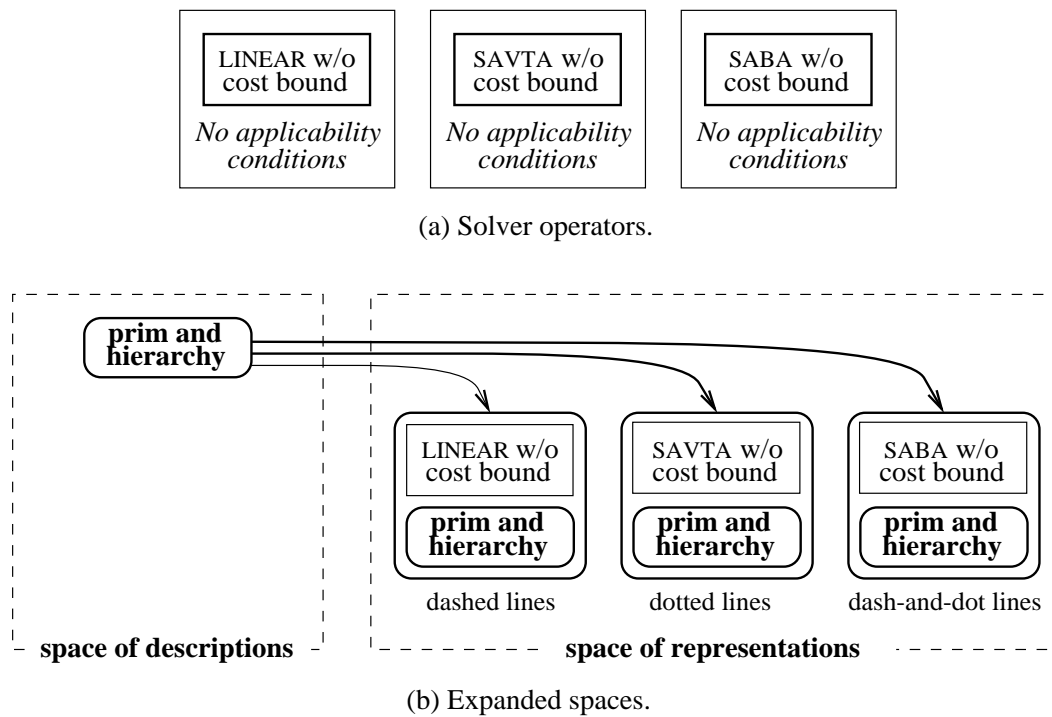 LINEAR w/o
cost bound
No applicability
conditions
SAVTA w/o
cost bound
No applicability
conditions
SABA w/o
cost bound
No applicability
conditions
(a) Solver operators.
prim and
hierarchy
LINEAR w/o
cost bound
prim and
hierarchy
dashed lines
SAVTA w/o
cost bound
prim and
hierarchy
dotted lines
SABA w/o
cost bound
prim and
hierarchy
dash-and-dot lines
space of descriptions
space of representations
(b) Expanded spaces.